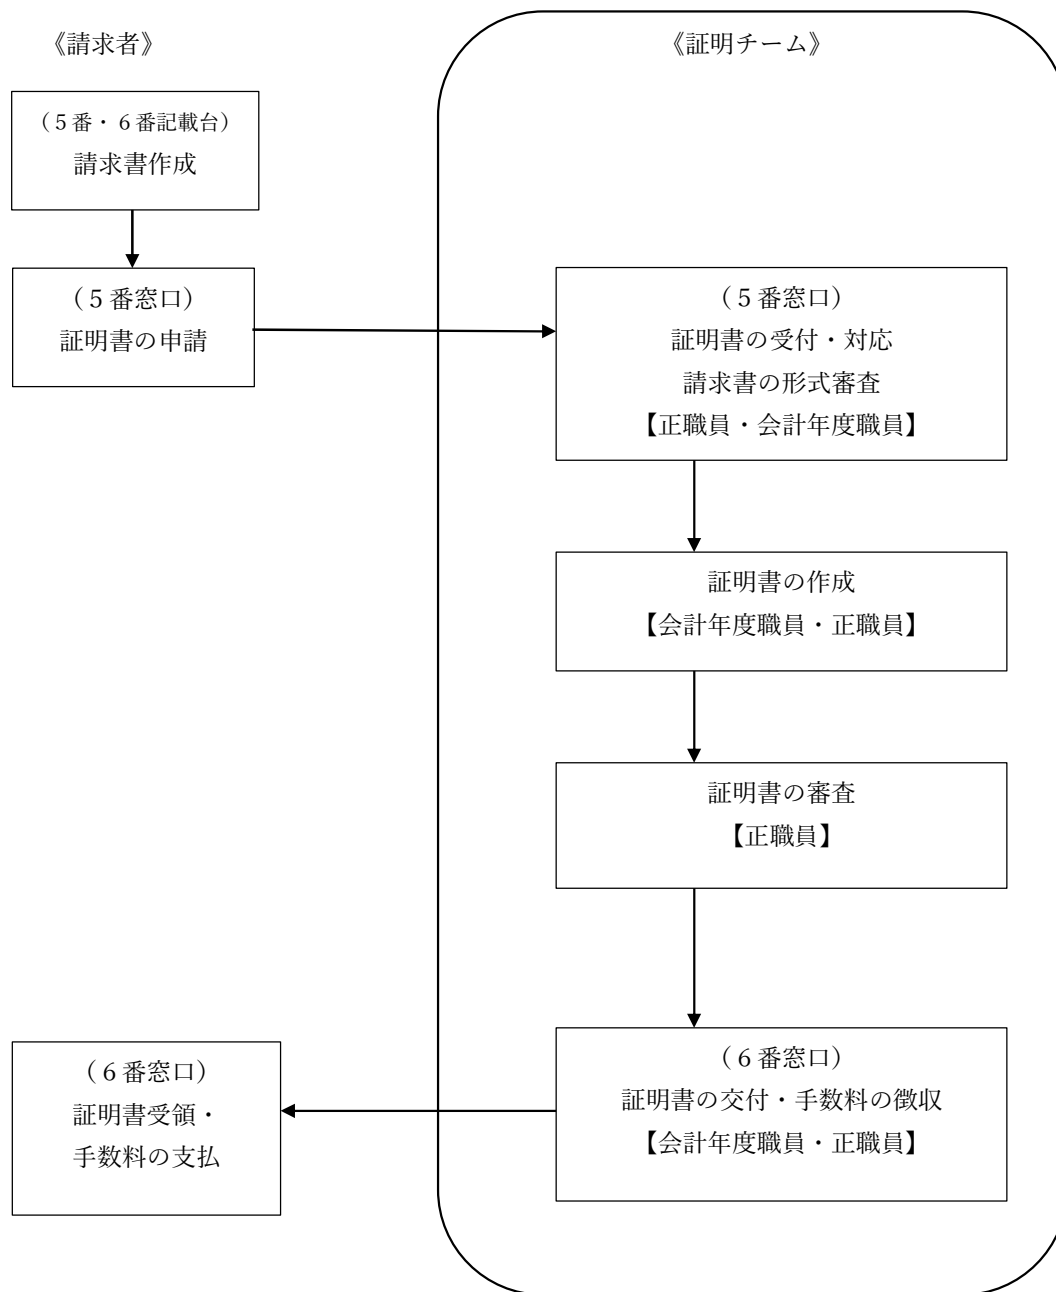 《請求者》
《証明チーム》
（５番・６番記載台）
請求書作成
（５番窓口）
証明書の申請
（５番窓口）
証明書の受付・対応
請求書の形式審査
【正職員・会計年度職員】
証明書の作成
【会計年度職員・正職員】
証明書の審査
【正職員】
（６番窓口）
証明書の交付・手数料の徴収
【会計年度職員・正職員】
（６番窓口）
証明書受領・
手数料の支払